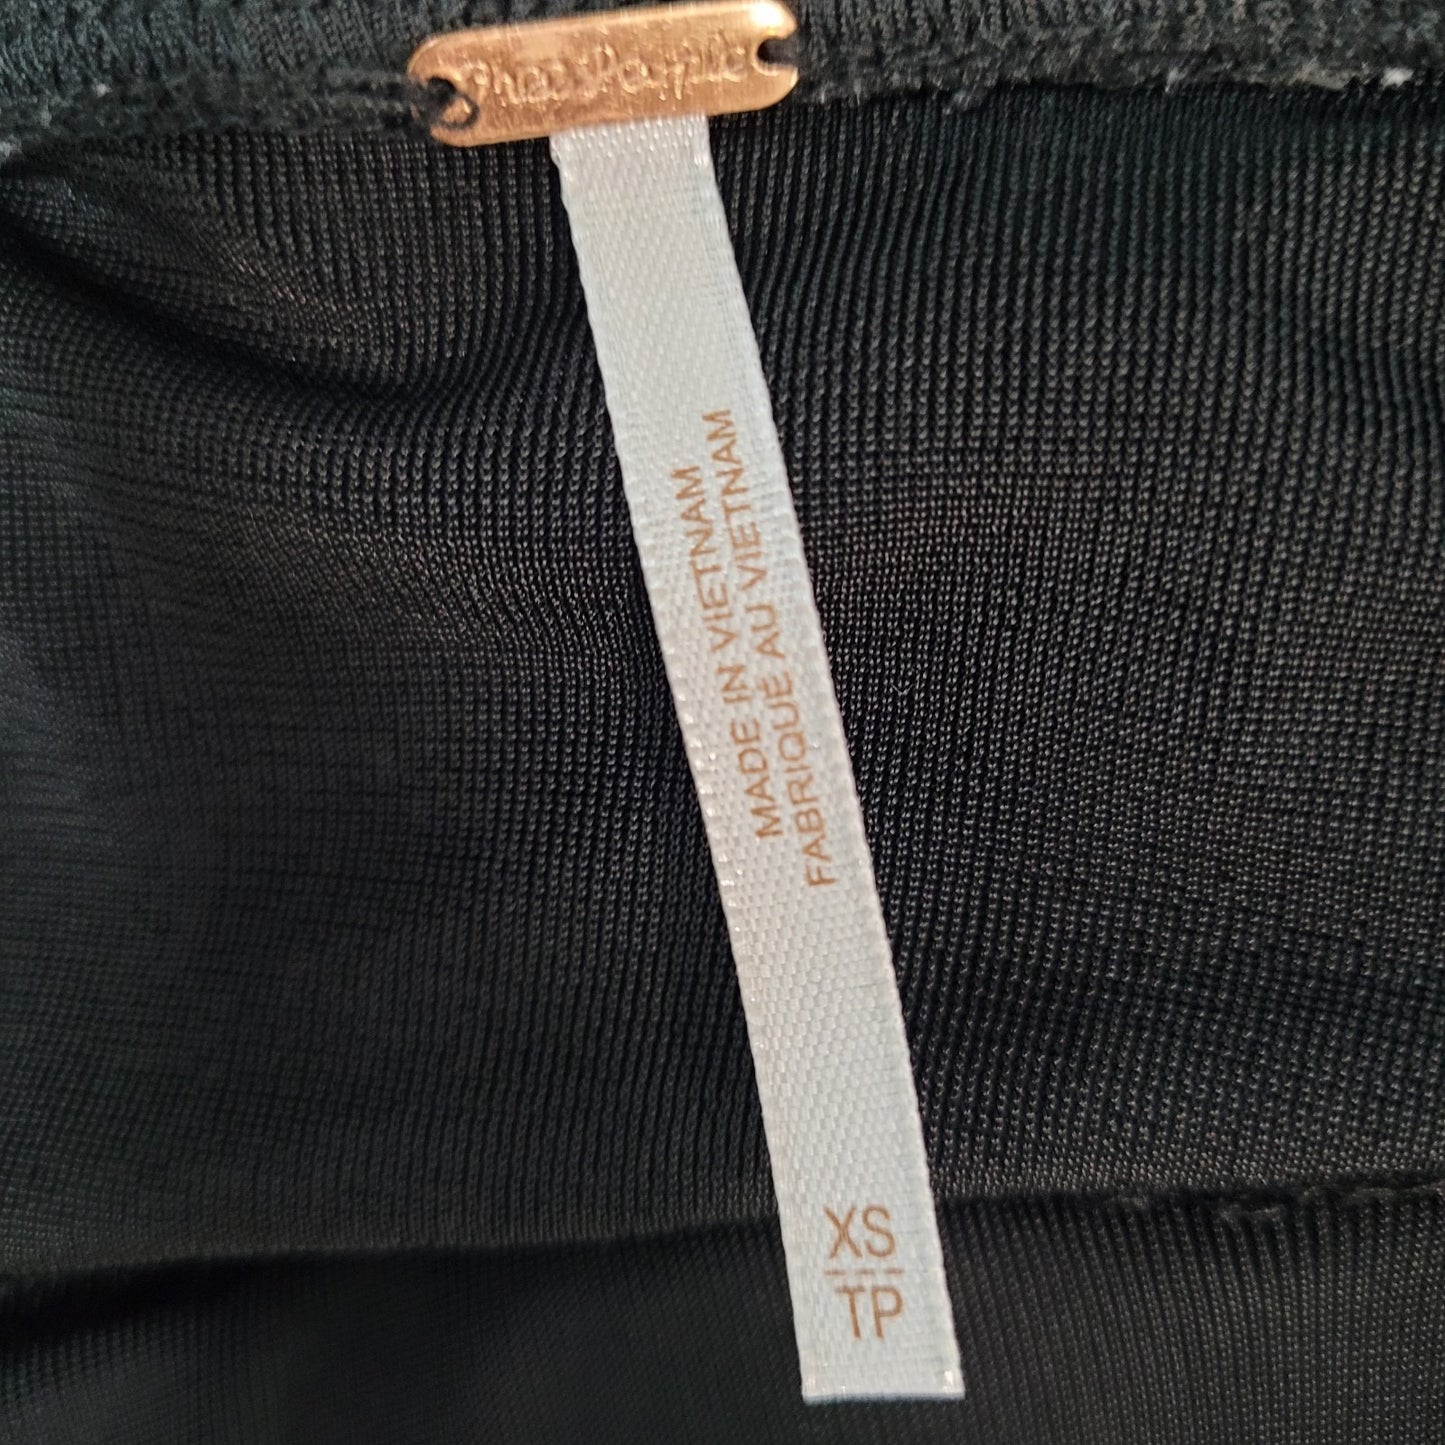 free people
MADE IN VIETNAM
FABRIQUÉ AU VIETNAM
XS
TP